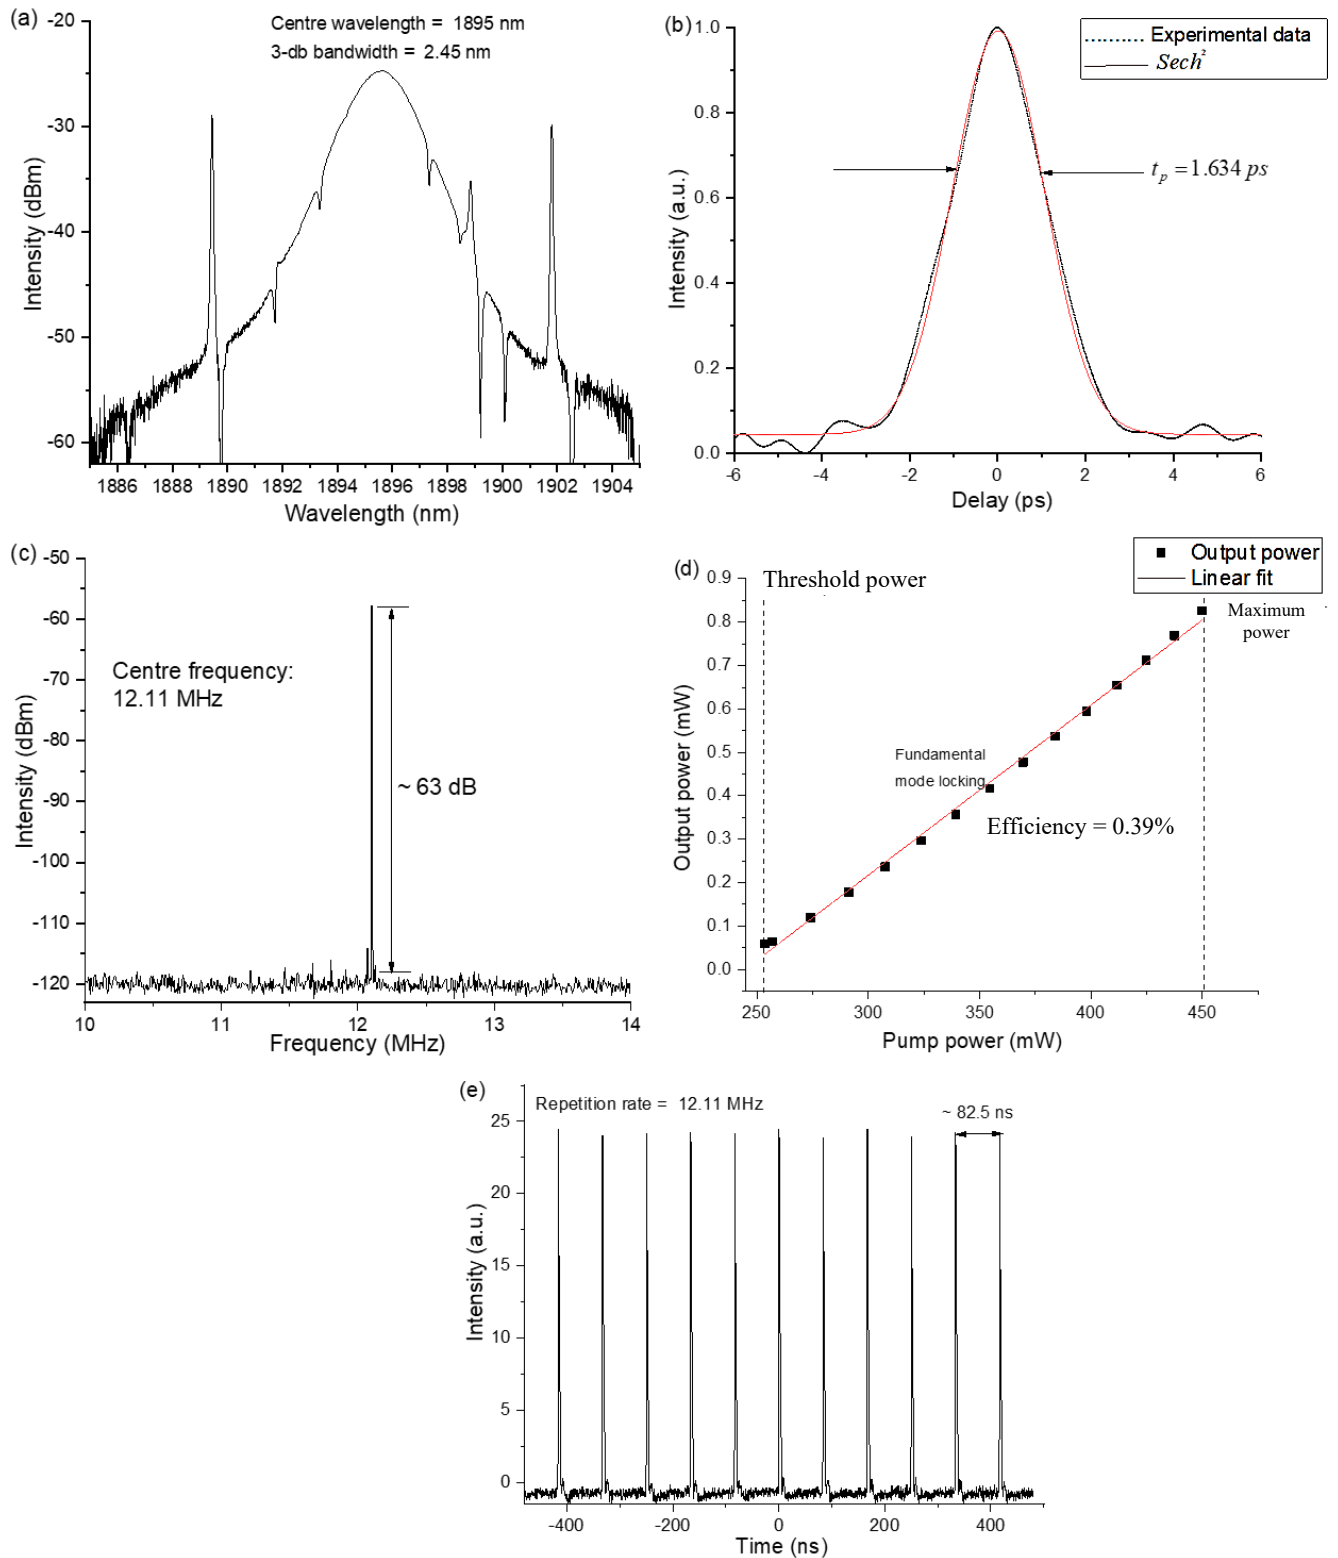 (a)
Centre wavelength = 1895 nm
3-db bandwidth = 2.45 nm
-20
-30
-40
-50
-60
Intensity (dBm)
1886 1888 1890 1892 1894 1896 1898 1900 1902 1904
Wavelength (nm)
(b)
Experimental data
Sech²
t_p = 1.634 ps
1.0
0.8
0.6
0.4
0.2
0.0
Intensity (a.u.)
-6 -4 -2 0 2 4 6
Delay (ps)
(c)
Centre frequency:
12.11 MHz
~ 63 dB
-50
-60
-70
-80
-90
-100
-110
-120
Intensity (dBm)
10 11 12 13 14
Frequency (MHz)
(d)
Output power
Linear fit
Threshold power
Maximum
power
Fundamental
mode locking
Efficiency = 0.39%
0.9
0.8
0.7
0.6
0.5
0.4
0.3
0.2
0.1
0.0
Output power (mW)
250 300 350 400 450
Pump power (mW)
(e)
Repetition rate = 12.11 MHz
~ 82.5 ns
25
20
15
10
5
0
Intensity (a.u.)
-400 -200 0 200 400
Time (ns)